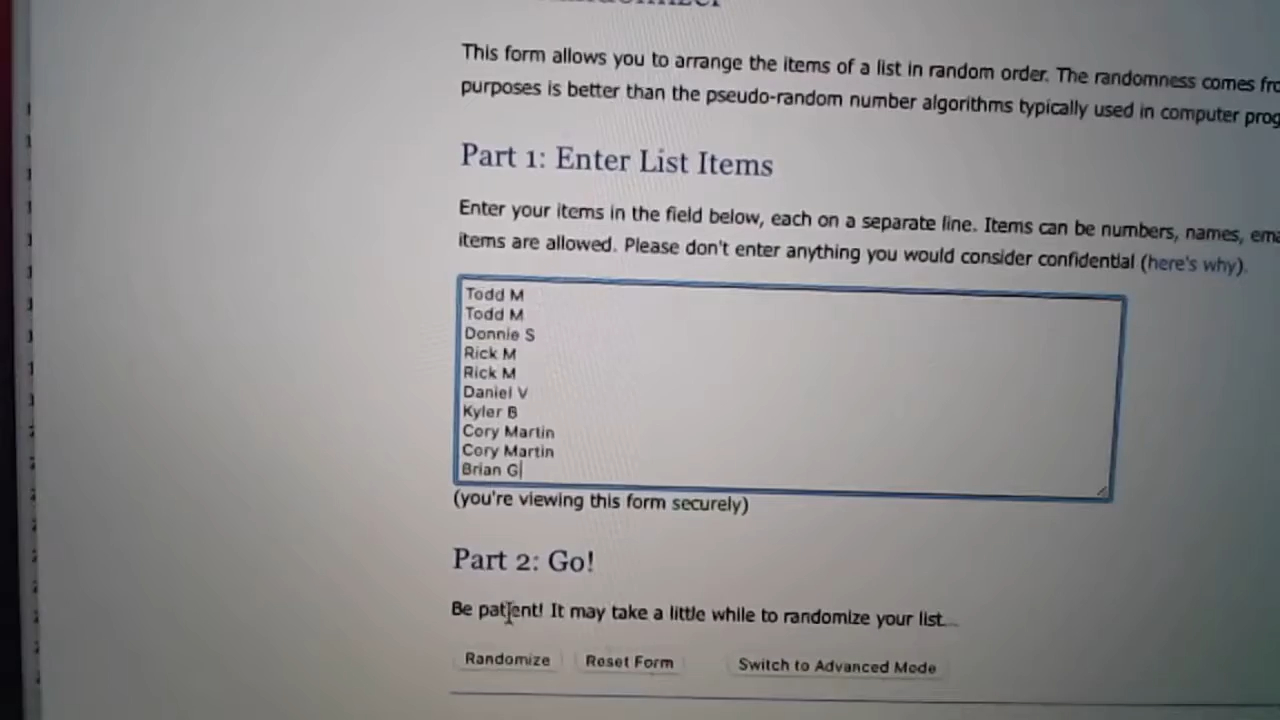 This form allows you to arrange the items of a list in random order. The randomness comes
purposes is better than the pseudo-random number algorithms typically used in computer
Part 1: Enter List Items
Enter your items in the field below, each on a separate line. Items can be numbers, names,
items are allowed. Please don't enter anything you would consider confidential (here's why).
Todd M
Todd M
Donnie S
Rick M
Rick M
Daniel V
Kyler B
Cory Martin
Cory Martin
Brian G
(you're viewing this form securely)
Part 2: Go!
Be patient! It may take a little while to randomize your list...
Randomize Reset Form Switch to Advanced Mode